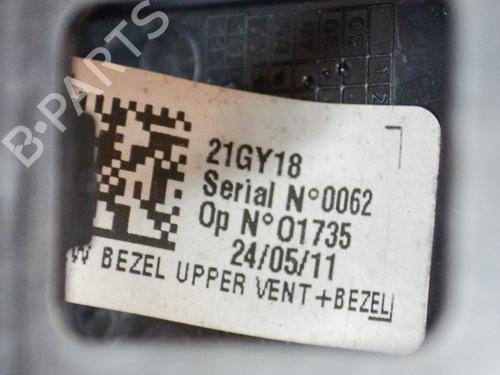 B-PARTS
21GY18
Serial N°0062
Op N° 01735
24/05/11
W BEZEL UPPER VENT+BEZEL